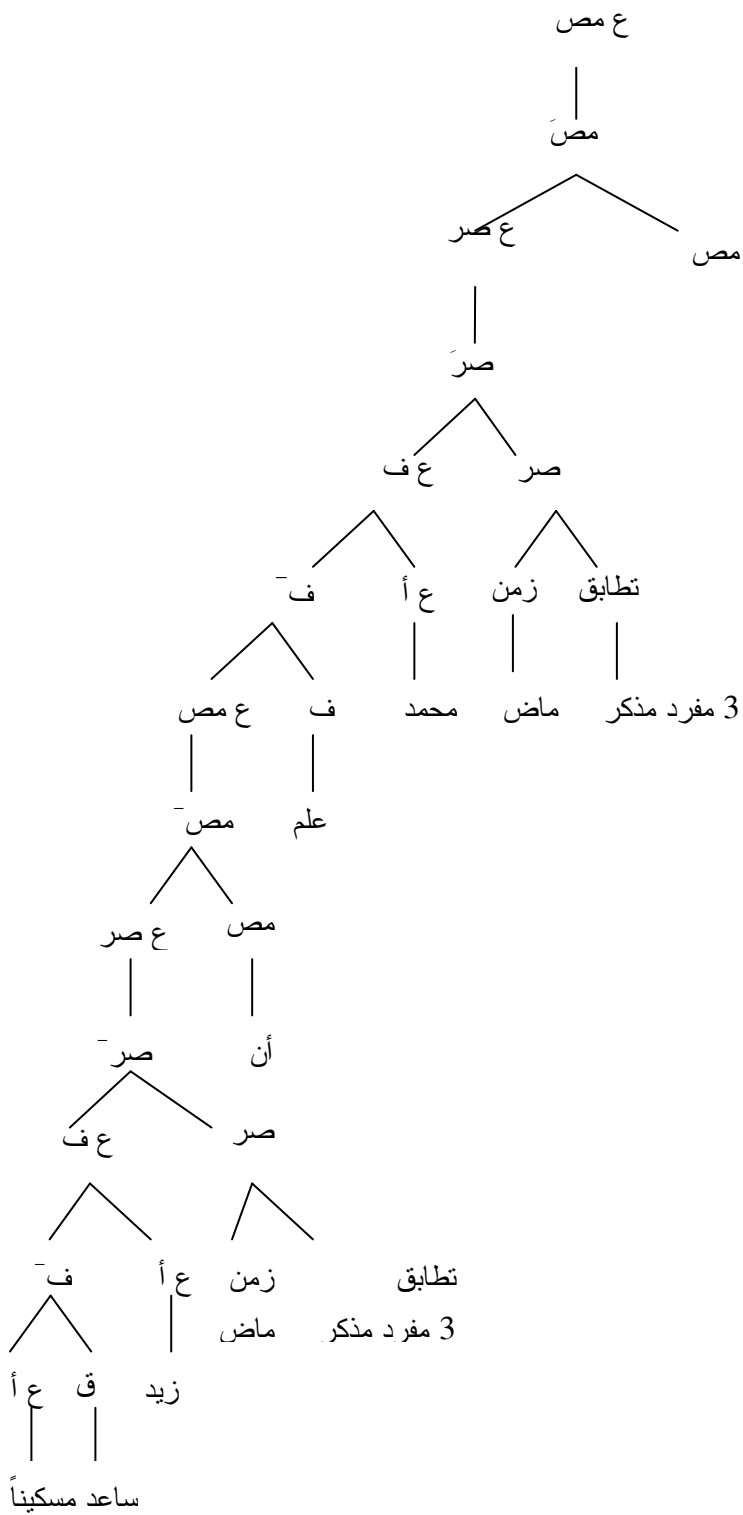 ع مص
مصَ
مص ع صر
صرَ
صر ع ف
تطابق زمن ع أ ف¯
3 مفرد مذكر ماض محمد ف ع مص
علم مص¯
مص ع صر
أن صر¯
صر ع ف
تطابق زمن ع أ ف¯
3 مفرد مذكر ماض
زيد ق ع أ
ساعد مسكيناً